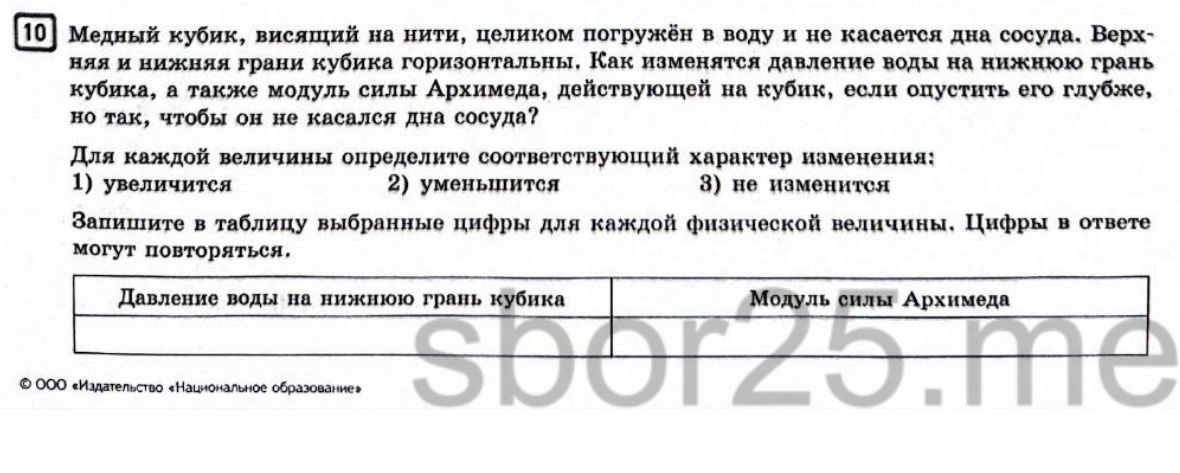 10 Медный кубик, висящий на нити, целиком погружён в воду и не касается дна сосуда. Верх-
няя и нижняя грани кубика горизонтальны. Как изменятся давление воды на нижнюю грань
кубика, а также модуль силы Архимеда, действующей на кубик, если опустить его глубже,
но так, чтобы он не касался дна сосуда?
Для каждой величины определите соответствующий характер изменения:
1) увеличится 2) уменьшится 3) не изменится
Запишите в таблицу выбранные цифры для каждой физической величины. Цифры в ответе
могут повторяться.
Давление воды на нижнюю грань кубика Модуль силы Архимеда
sbor25.me
© ООО «Издательство «Национальное образование»